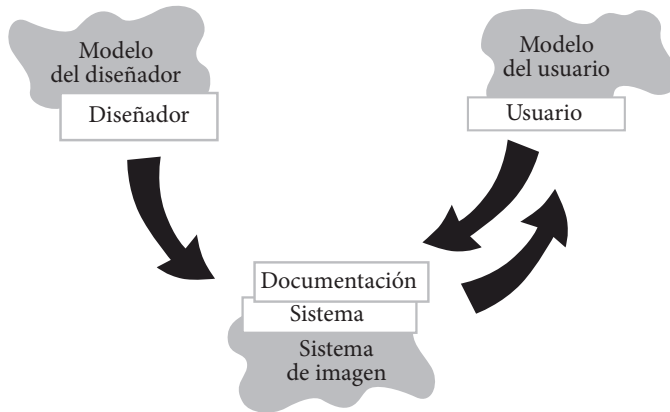 Modelo
del diseñador
Diseñador
Modelo
del usuario
Usuario
Documentación
Sistema
Sistema
de imagen